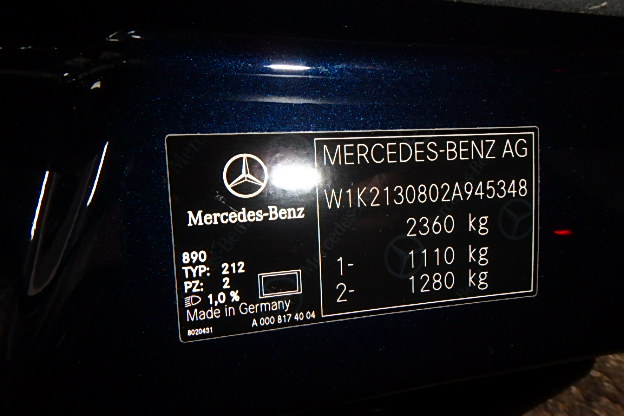 Mercedes-Benz
890
TYP: 212
PZ: 2
1,0 %
Made in Germany
8020431
A 000 817 40 04
MERCEDES-BENZ AG
W1K2130802A945348
2360 kg
1- 1110 kg
2- 1280 kg